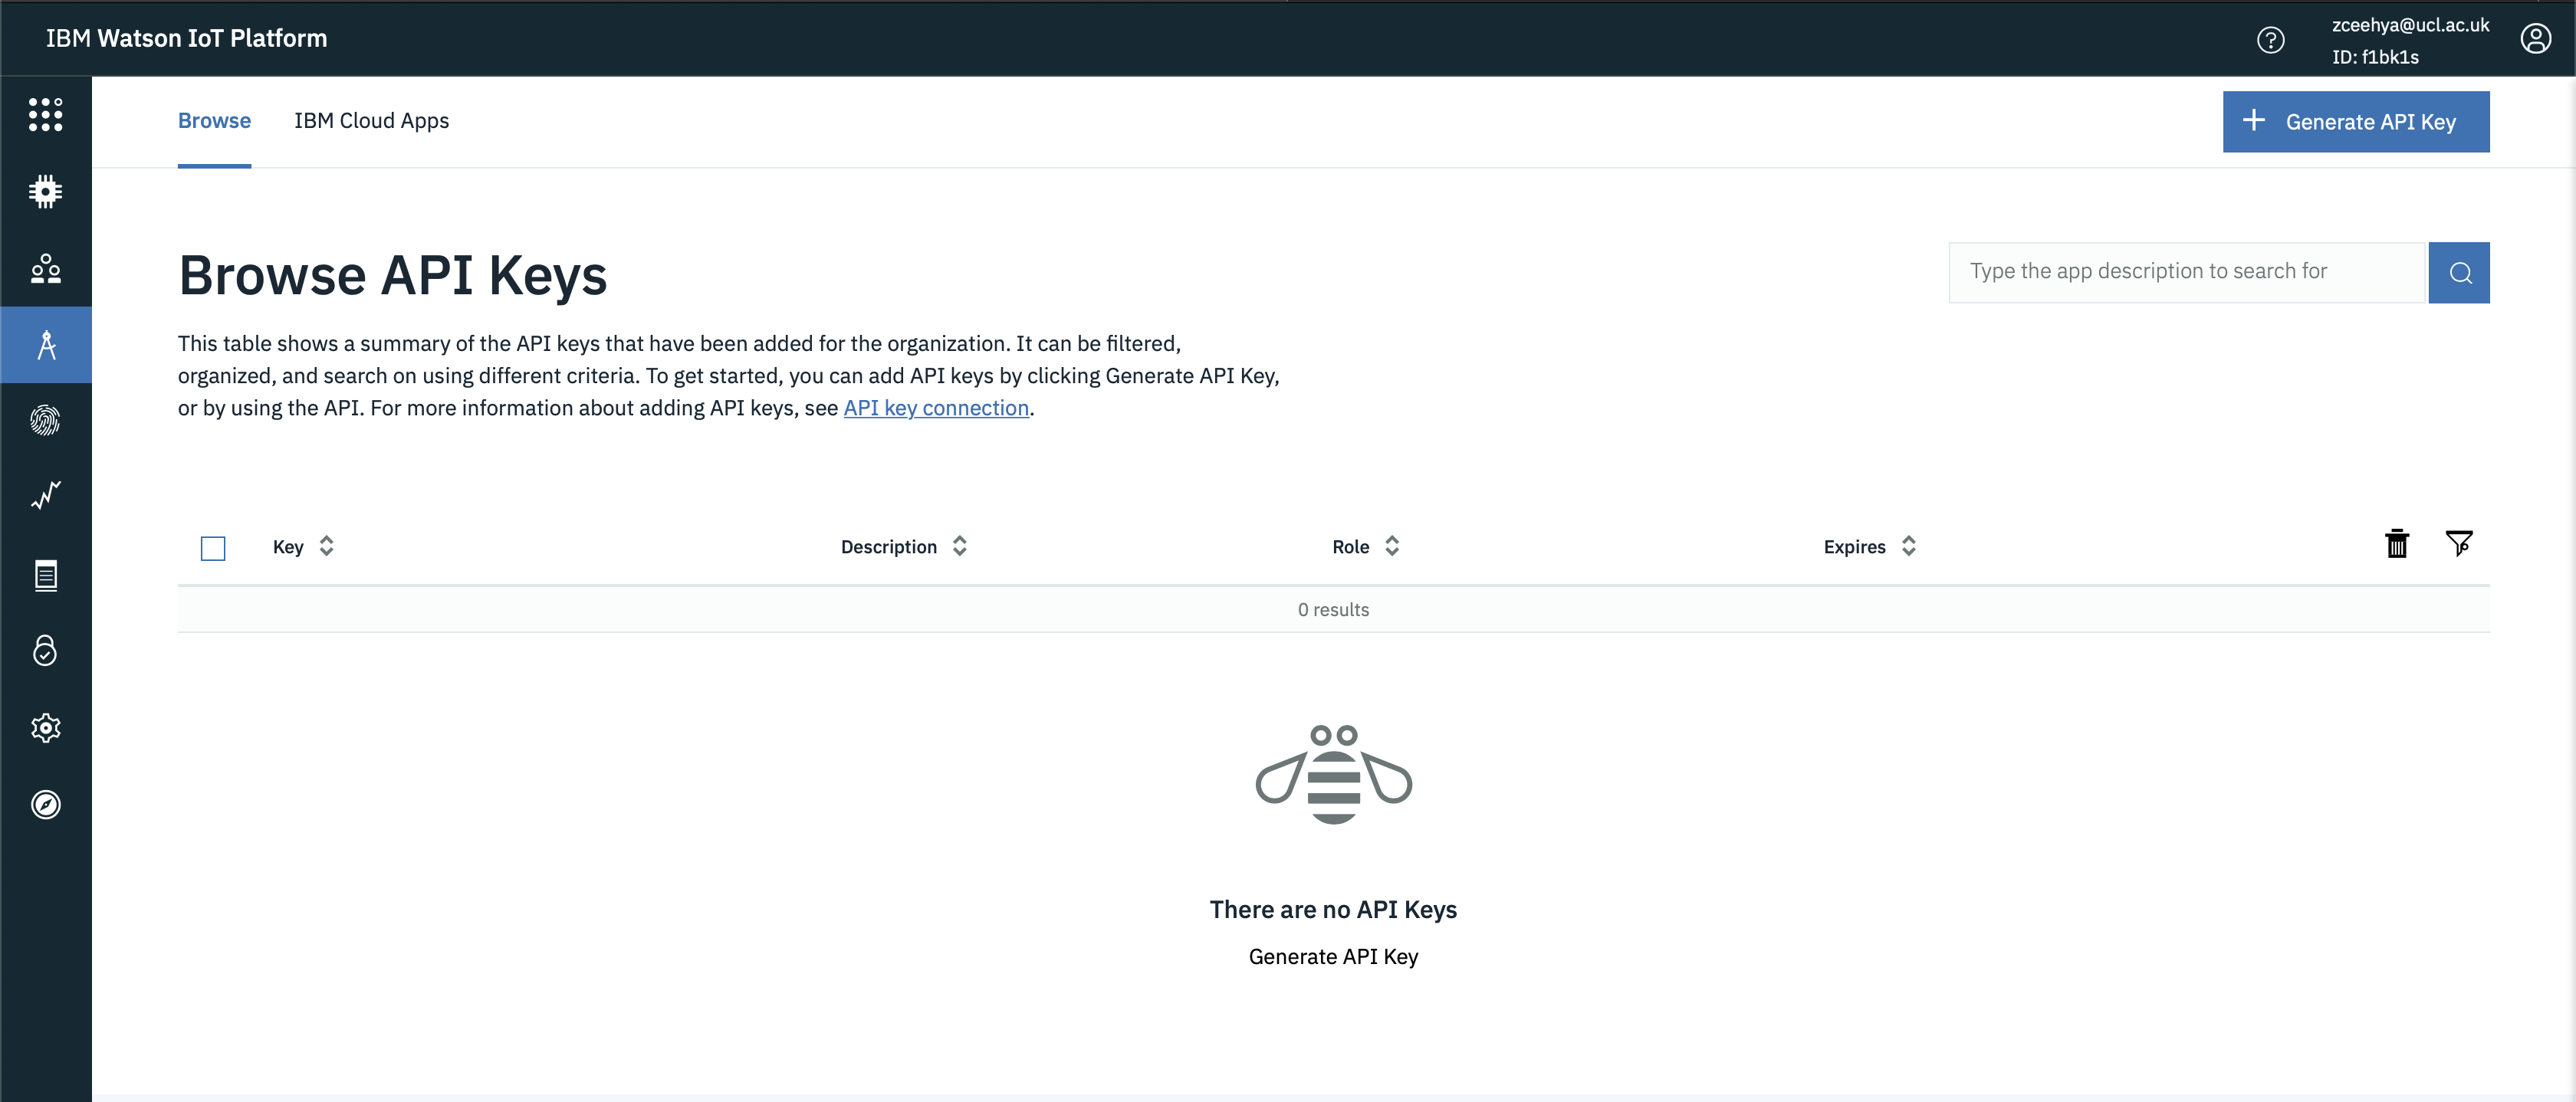 IBM Watson IoT Platform
zceehya@ucl.ac.uk
ID: f1bk1s
Browse
IBM Cloud Apps
Generate API Key
Browse API Keys
Type the app description to search for
This table shows a summary of the API keys that have been added for the organization. It can be filtered,
organized, and search on using different criteria. To get started, you can add API keys by clicking Generate API Key,
or by using the API. For more information about adding API keys, see API key connection.
Key
Description
Role
Expires
0 results
There are no API Keys
Generate API Key